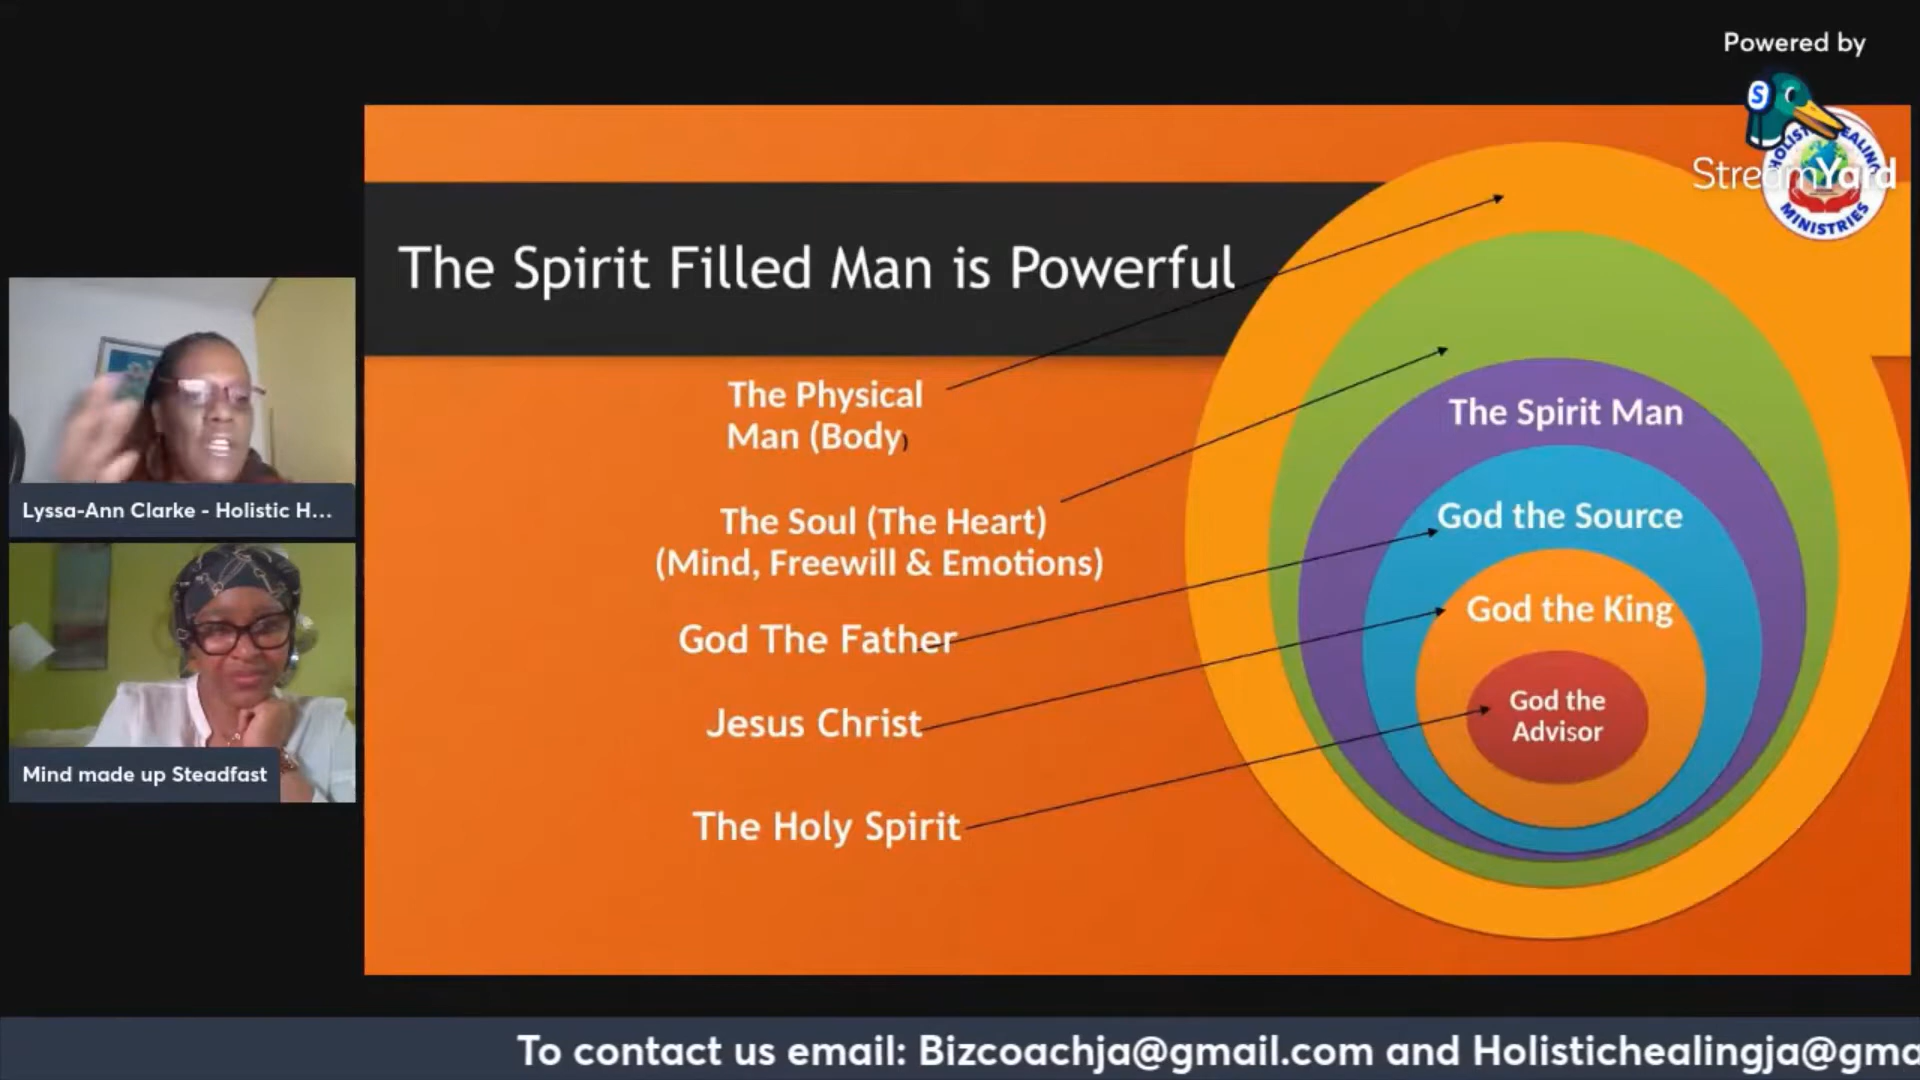 Powered by
StreamYard
HOLISTIC HEALING
MINISTRIES
The Spirit Filled Man is Powerful
The Physical
Man (Body)
The Soul (The Heart)
(Mind, Freewill & Emotions)
God The Father
Jesus Christ
The Holy Spirit
The Spirit Man
God the Source
God the King
God the
Advisor
Lyssa-Ann Clarke - Holistic H...
Mind made up Steadfast
To contact us email: Bizcoachja@gmail.com and Holistichealingja@gma